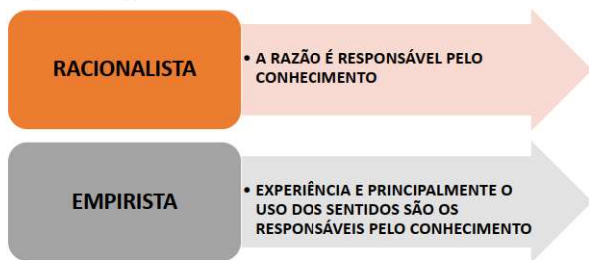 RACIONALISTA
• A RAZÃO É RESPONSÁVEL PELO
CONHECIMENTO
EMPIRISTA
• EXPERIÊNCIA E PRINCIPALMENTE O
USO DOS SENTIDOS SÃO OS
RESPONSÁVEIS PELO CONHECIMENTO